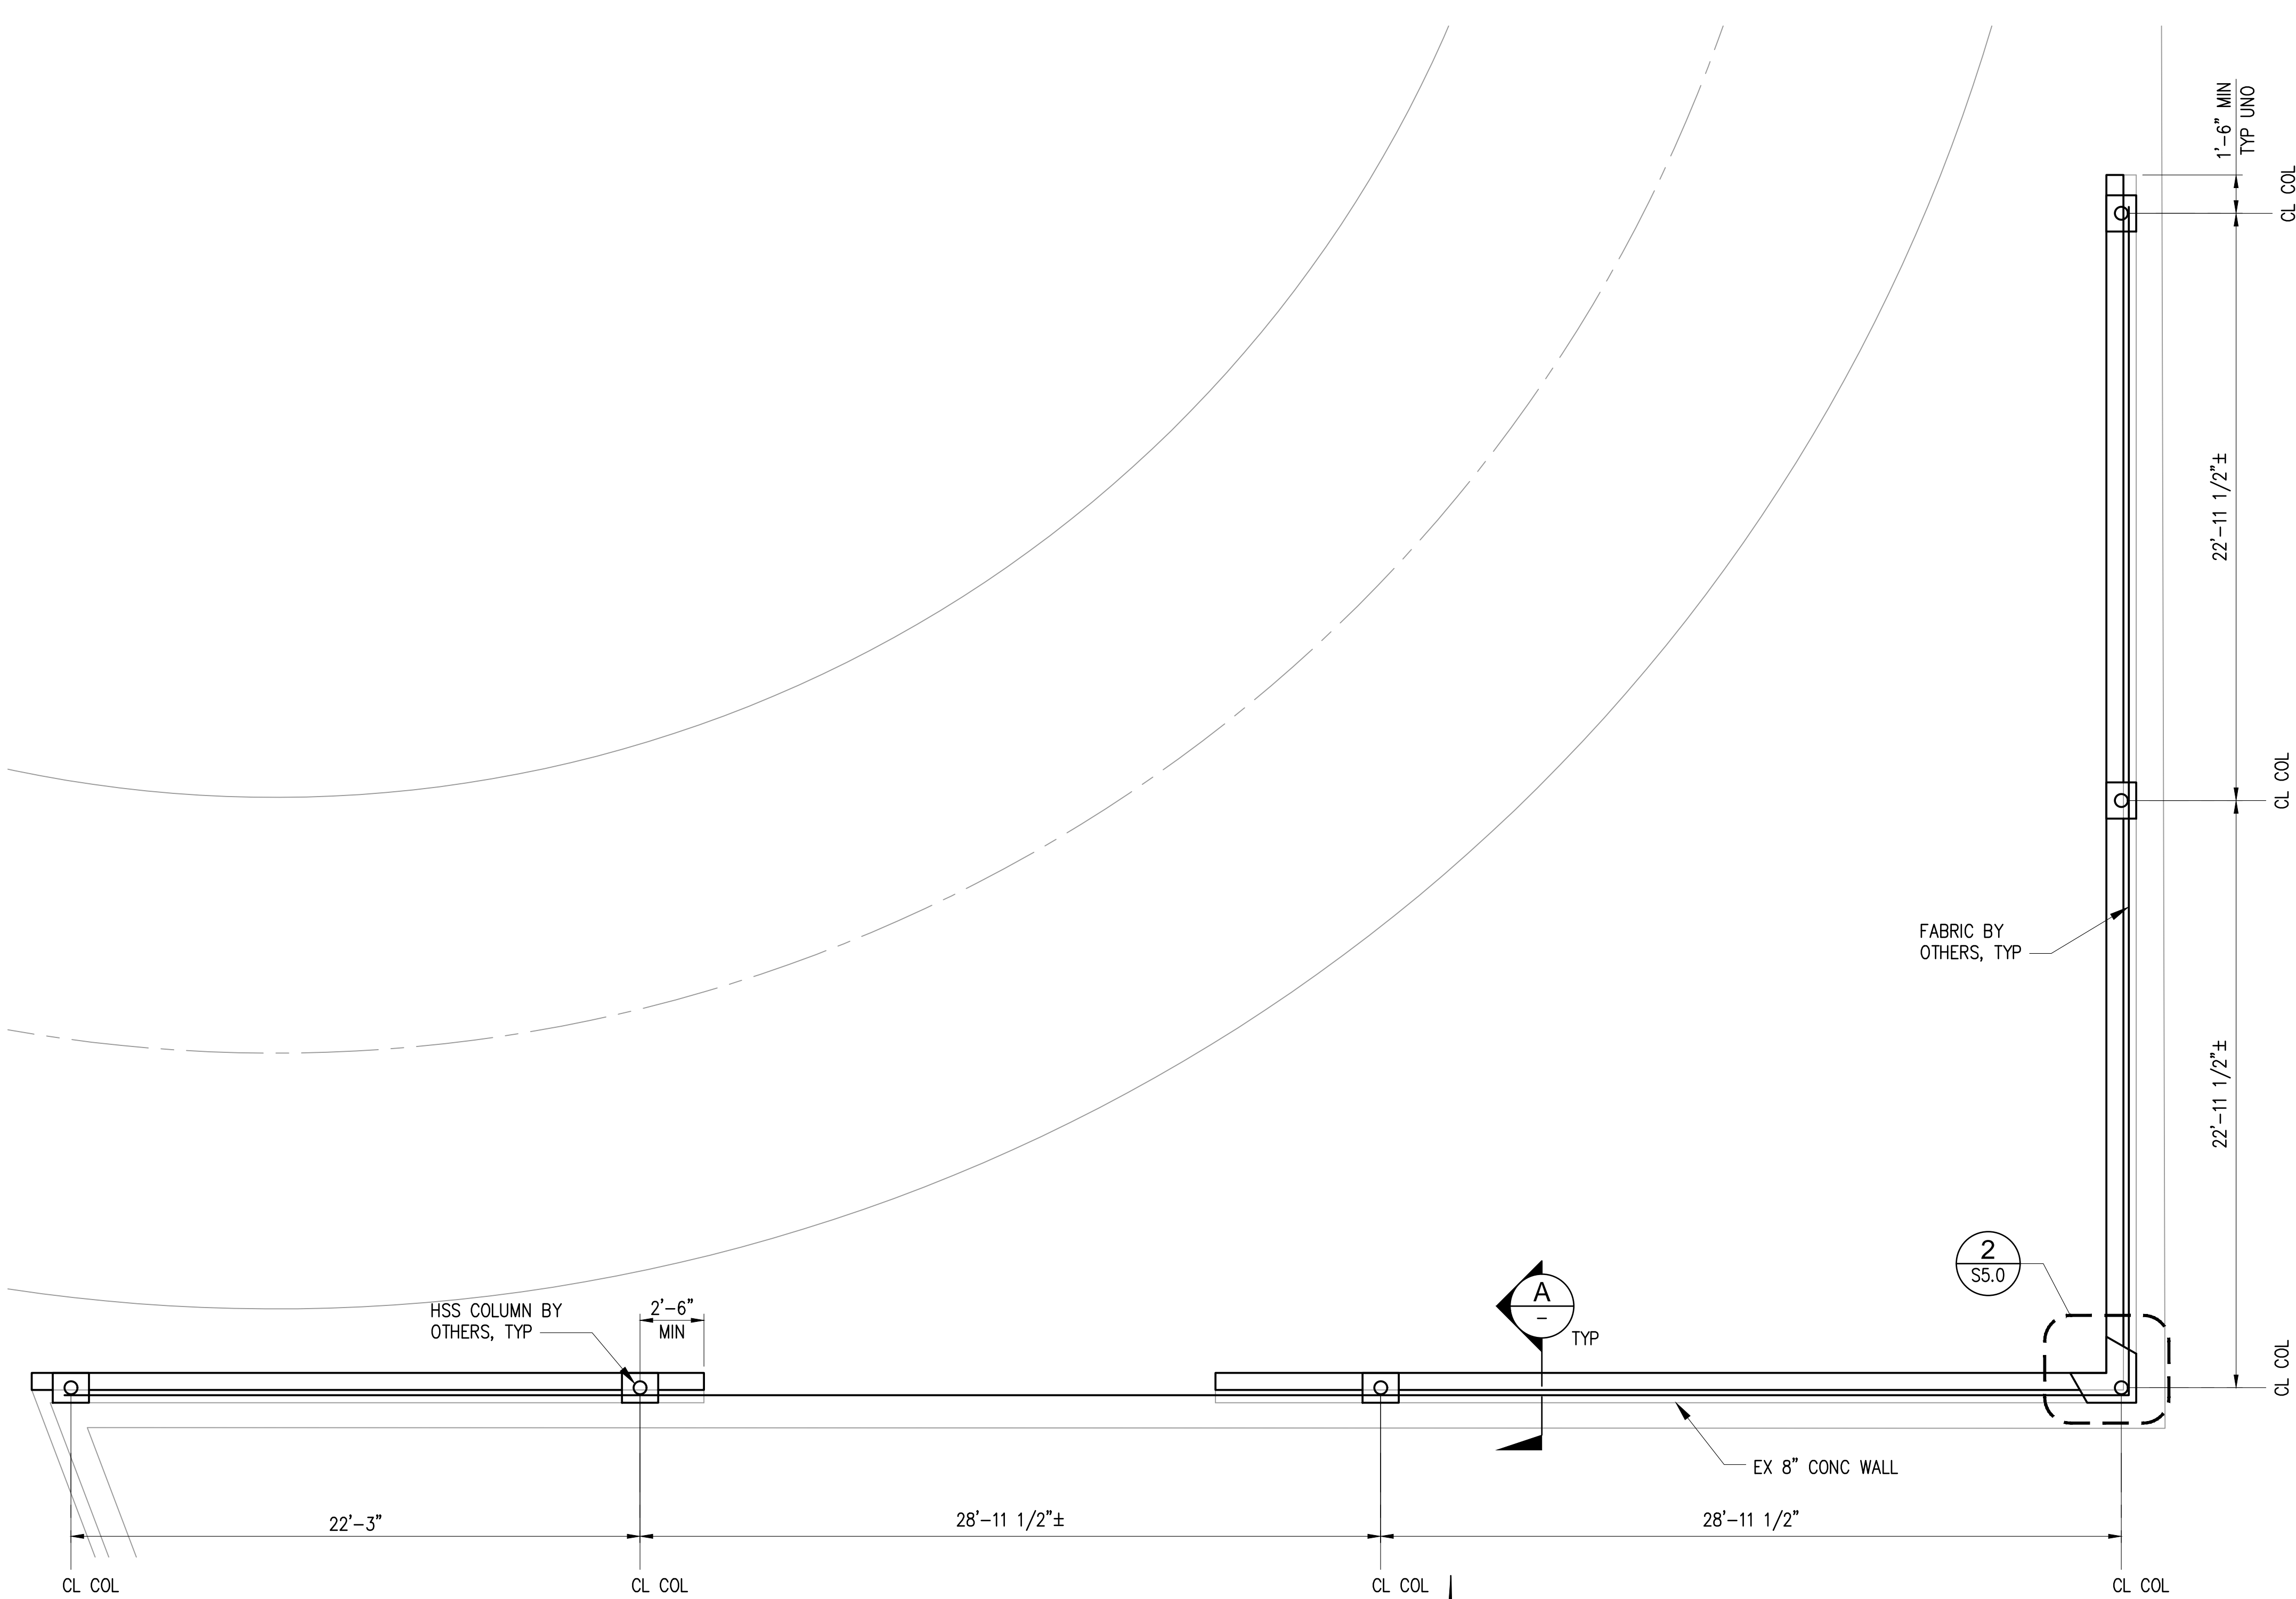 1'-6" MIN
TYP UNO
CL COL
22'-11 1/2"±
CL COL
FABRIC BY
OTHERS, TYP
22'-11 1/2"±
2
S5.0
CL COL
HSS COLUMN BY
OTHERS, TYP
2'-6"
MIN
A
-
TYP
EX 8" CONC WALL
22'-3"
28'-11 1/2"±
28'-11 1/2"
CL COL
CL COL
CL COL
CL COL